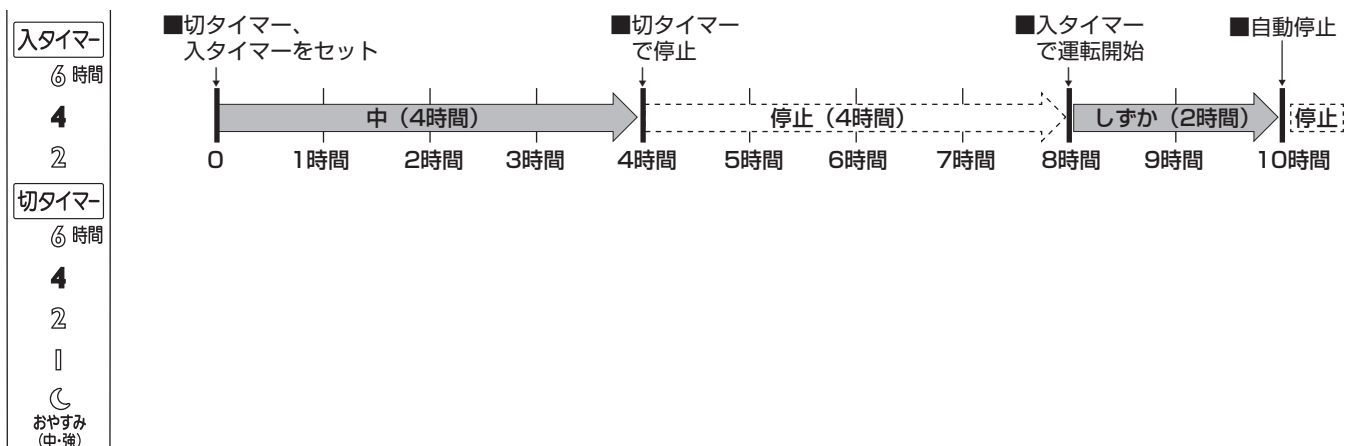 入タイマー
6 時間
4
2
切タイマー
6 時間
4
2
1
おやすみ
(中・強)
■切タイマー、
入タイマーをセット
■切タイマー
で停止
■入タイマー
で運転開始
■自動停止
中（4時間）
停止（4時間）
しずか（2時間）
停止
0 1時間 2時間 3時間 4時間 5時間 6時間 7時間 8時間 9時間 10時間